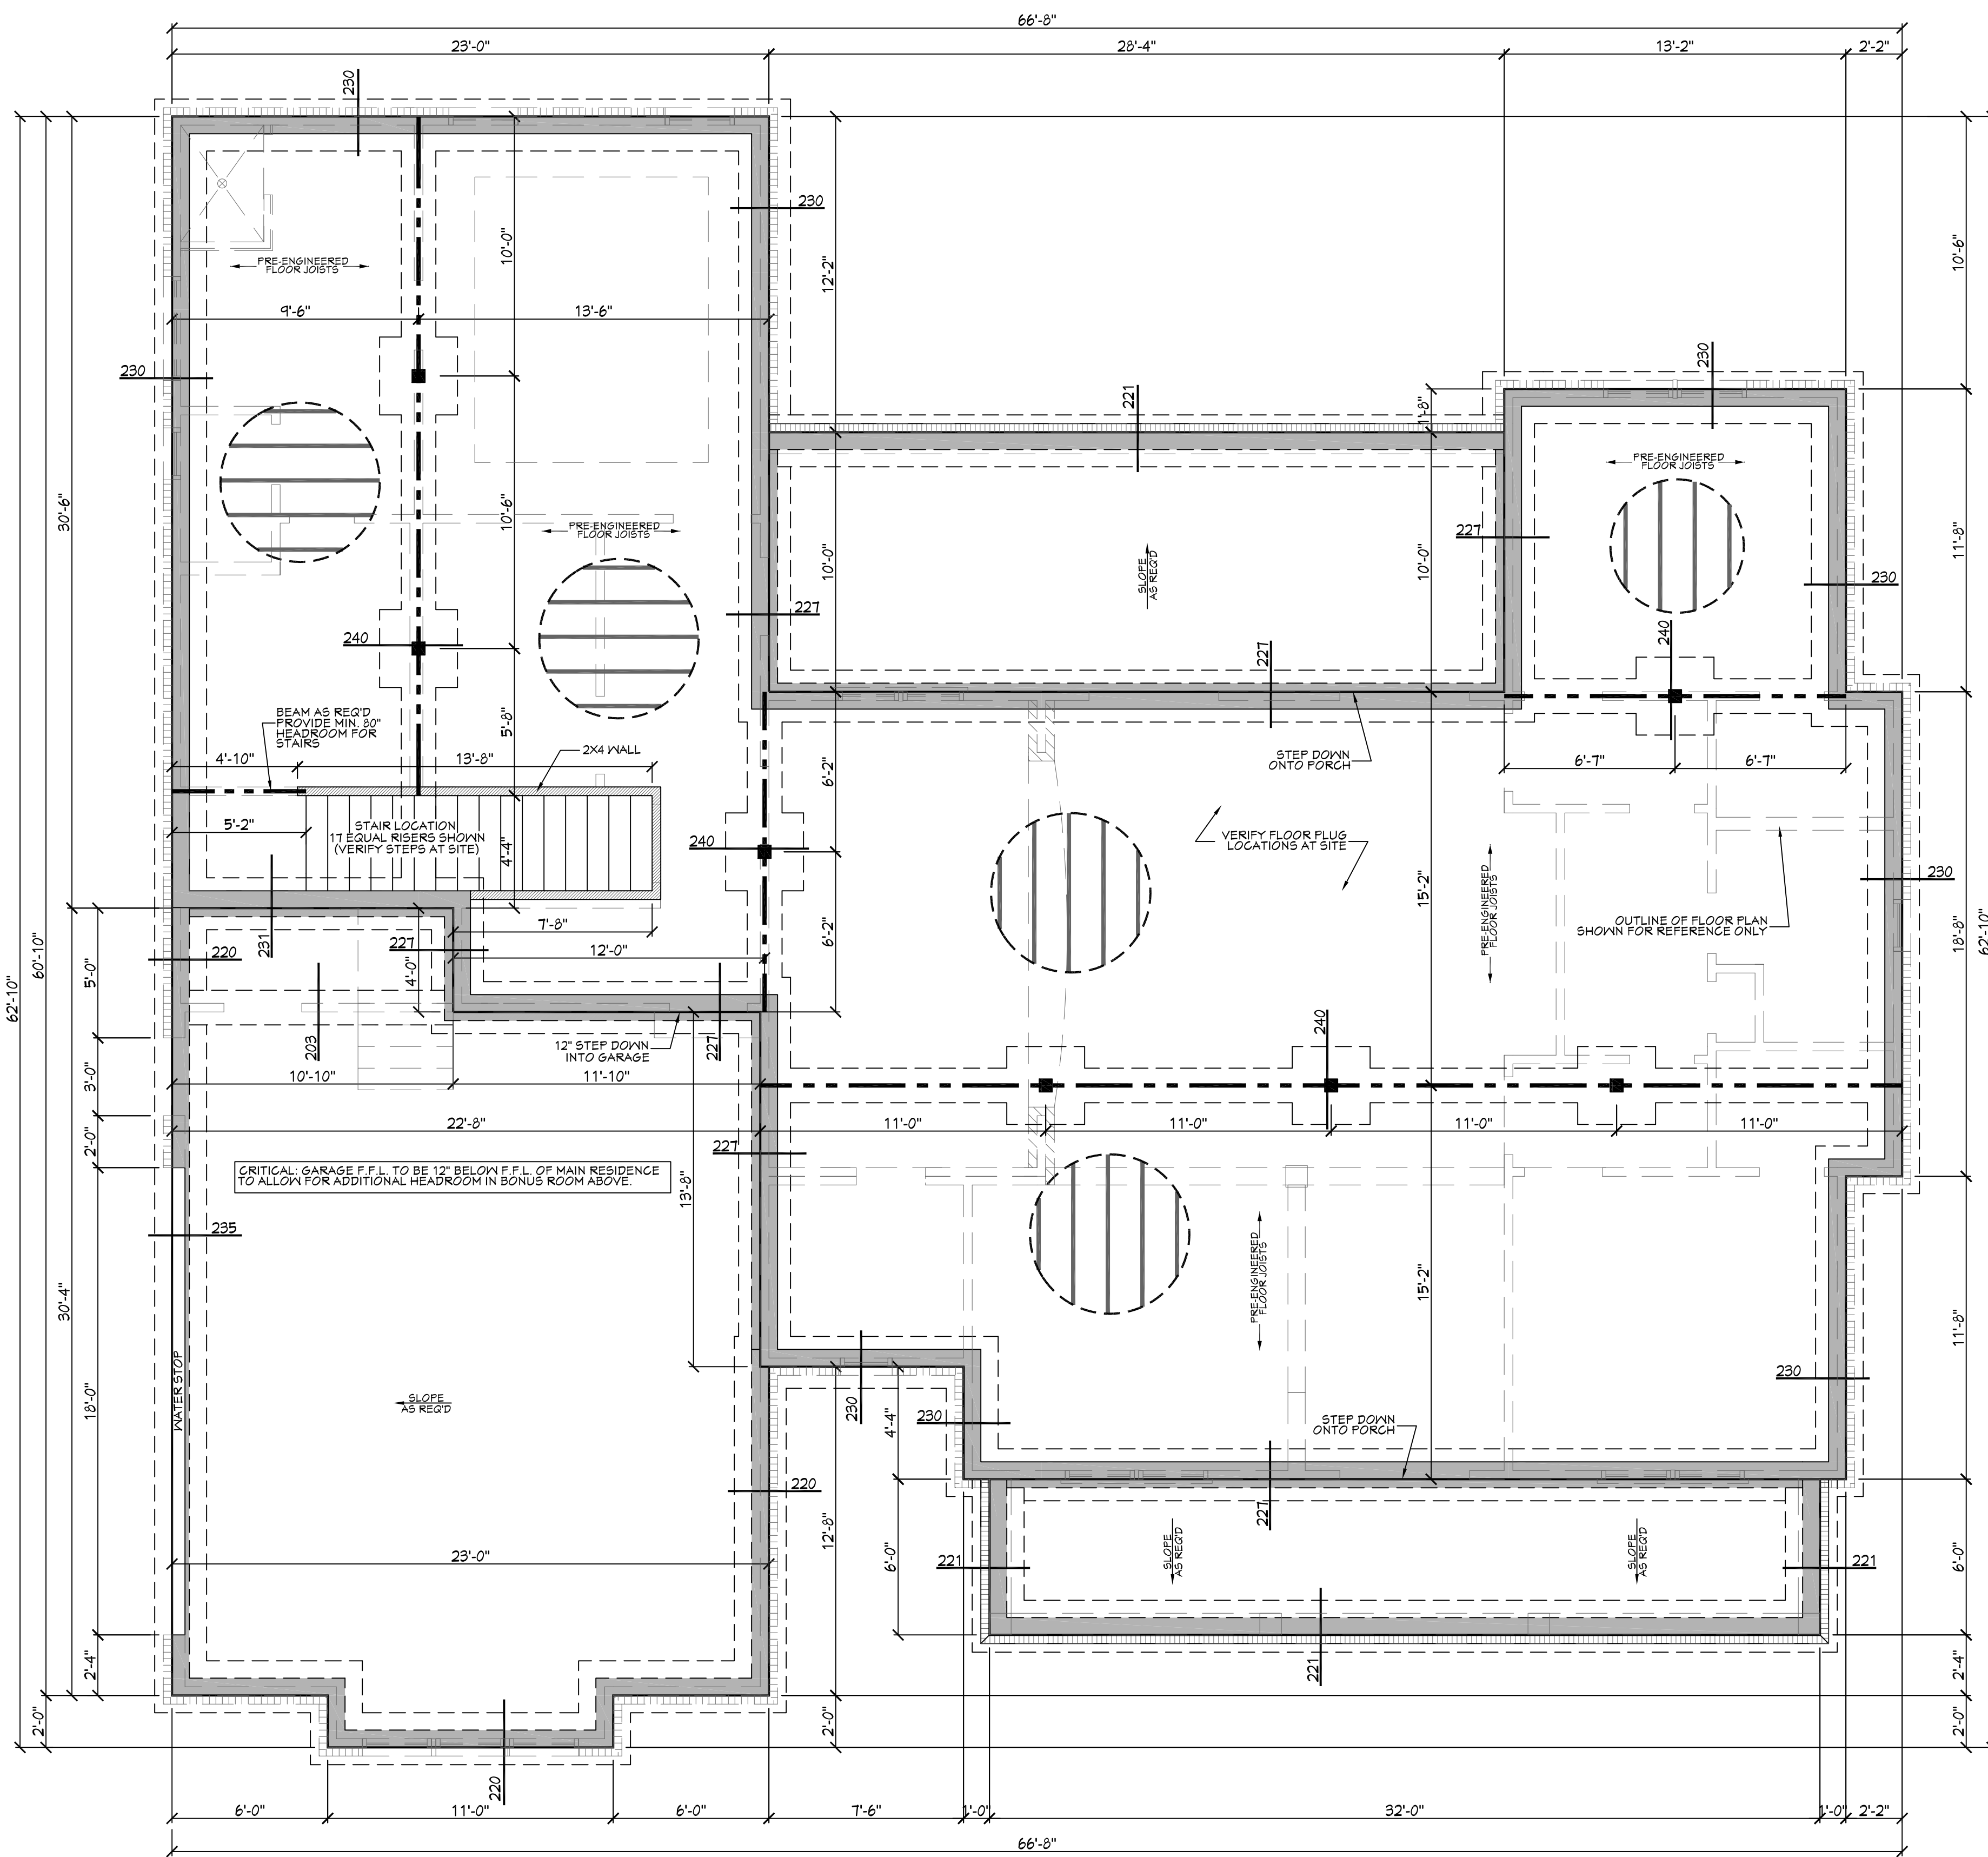 66'-8"
23'-0"
28'-4"
13'-2"
2'-2"
230
230
PRE-ENGINEERED
FLOOR JOISTS
10'-0"
12'-2"
10'-6"
9'-6"
13'-6"
230
221
1'-8"
230
30'-6"
10'-6"
PRE-ENGINEERED
FLOOR JOISTS
PRE-ENGINEERED
FLOOR JOISTS
10'-0"
SLOPE
AS REQ'D
10'-0"
227
11'-8"
230
227
240
227
240
BEAM AS REQ'D
PROVIDE MIN. 80"
HEADROOM FOR
STAIRS
5'-8"
2X4 WALL
4'-10"
13'-8"
6'-2"
STEP DOWN
ONTO PORCH
6'-7"
6'-7"
5'-2"
STAIR LOCATION
17 EQUAL RISERS SHOWN
(VERIFY STEPS AT SITE)
4'-4"
240
VERIFY FLOOR PLUG
LOCATIONS AT SITE
15'-2"
PRE-ENGINEERED
FLOOR JOISTS
230
OUTLINE OF FLOOR PLAN
SHOWN FOR REFERENCE ONLY
18'-8"
62'-10"
60'-10"
62'-10"
7'-8"
6'-2"
220
231
227
12'-0"
5'-0"
4'-0"
203
12" STEP DOWN
INTO GARAGE
227
240
3'-0"
10'-10"
11'-10"
22'-8"
11'-0"
11'-0"
11'-0"
11'-0"
2'-0"
227
CRITICAL: GARAGE F.F.L. TO BE 12" BELOW F.F.L. OF MAIN RESIDENCE
TO ALLOW FOR ADDITIONAL HEADROOM IN BONUS ROOM ABOVE.
13'-8"
235
30'-4"
PRE-ENGINEERED
FLOOR JOISTS
15'-2"
11'-8"
WATER STOP
18'-0"
SLOPE
AS REQ'D
230
230
4'-4"
230
STEP DOWN
ONTO PORCH
220
227
12'-8"
23'-0"
6'-0"
221
SLOPE
AS REQ'D
SLOPE
AS REQ'D
221
6'-0"
2'-4"
221
2'-4"
2'-0"
2'-0"
2'-0"
220
6'-0"
11'-0"
6'-0"
7'-6"
1'-0"
32'-0"
1'-0"
2'-2"
66'-8"